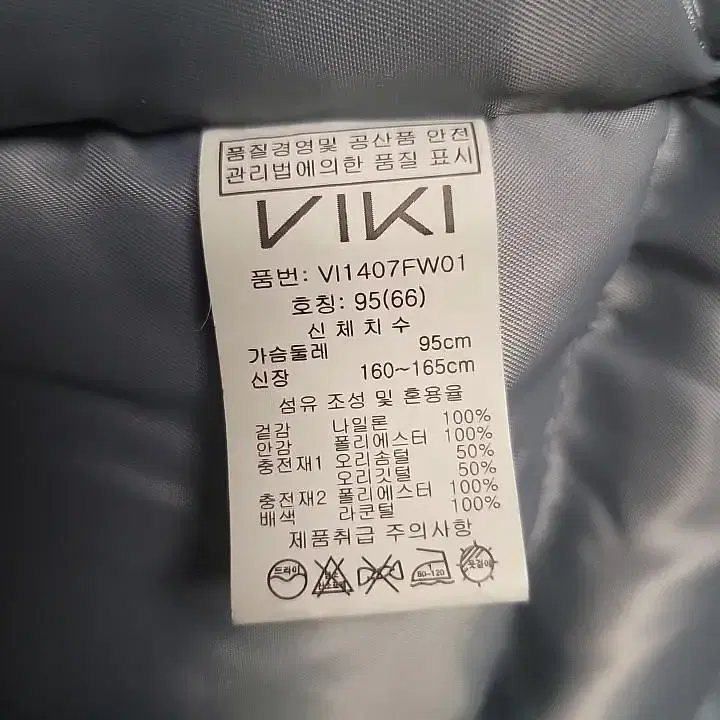 품질경영및 공산품 안전
관리법에의한 품질 표시
VIKI
품번: VI1407FW01
호칭: 95(66)
신 체 치 수
가슴둘레 95cm
신장 160~165cm
섬유 조성 및 혼용율
겉감 나일론 100%
안감 폴리에스터 100%
충전재1 오리솜털 50%
오리깃털 50%
충전재2 폴리에스터 100%
배색 라쿤털 100%
제품취급 주의사항
드라이
80-120
옷걸이